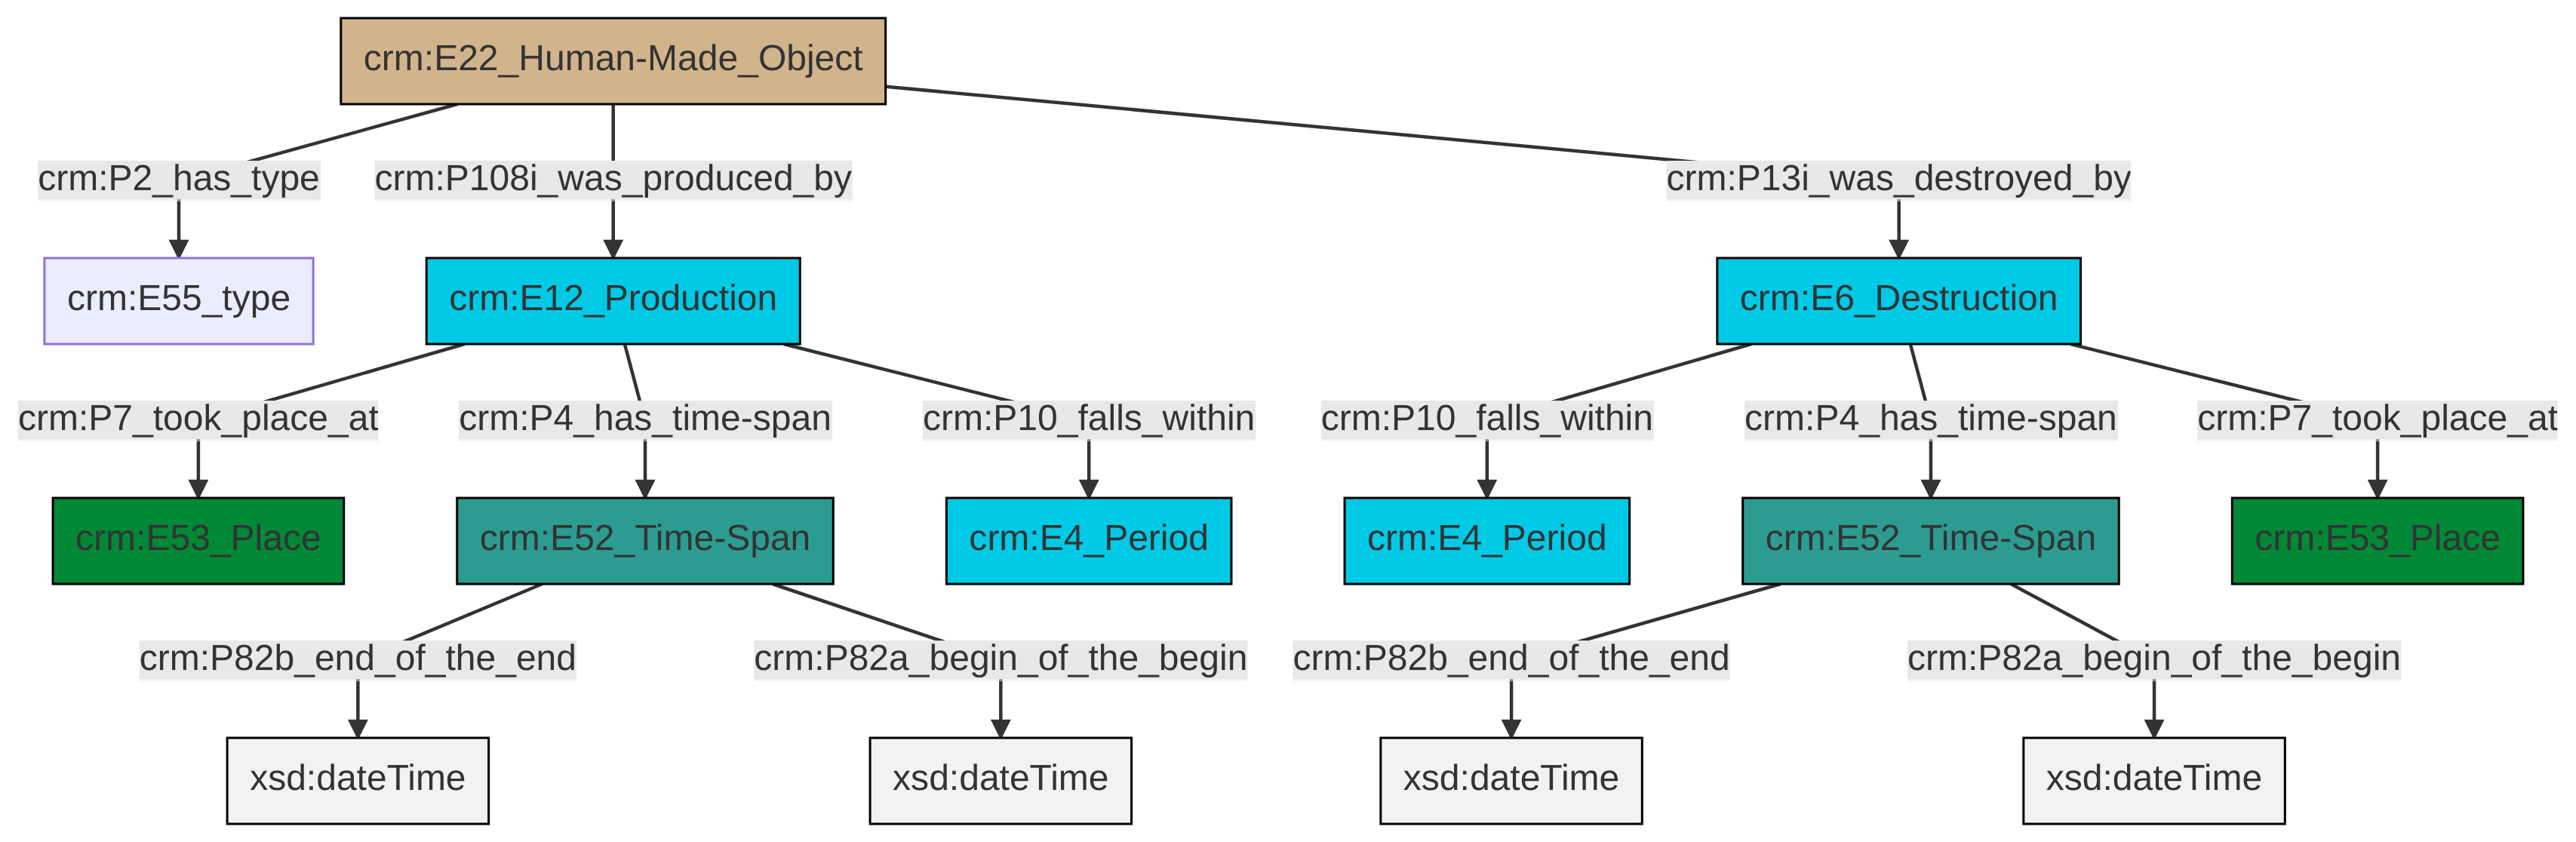 crm:E22_Human-Made_Object
crm:P2_has_type
crm:P108i_was_produced_by
crm:P13i_was_destroyed_by
crm:E55_type
crm:E12_Production
crm:E6_Destruction
crm:P7_took_place_at
crm:P4_has_time-span
crm:P10_falls_within
crm:P10_falls_within
crm:P4_has_time-span
crm:P7_took_place_at
crm:E53_Place
crm:E52_Time-Span
crm:E4_Period
crm:E4_Period
crm:E52_Time-Span
crm:E53_Place
crm:P82b_end_of_the_end
crm:P82a_begin_of_the_begin
crm:P82b_end_of_the_end
crm:P82a_begin_of_the_begin
xsd:dateTime
xsd:dateTime
xsd:dateTime
xsd:dateTime